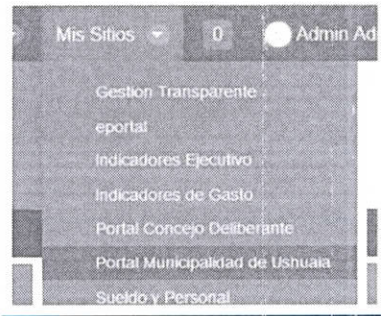 Mis Sitios 0 Admin Ad
Gestion Transparente
eportal
Indicadores Ejecutivo
Indicadores de Gasto
Portal Concejo Deliberante
Portal Municipalidad de Ushuaia
Sueldo y Personal